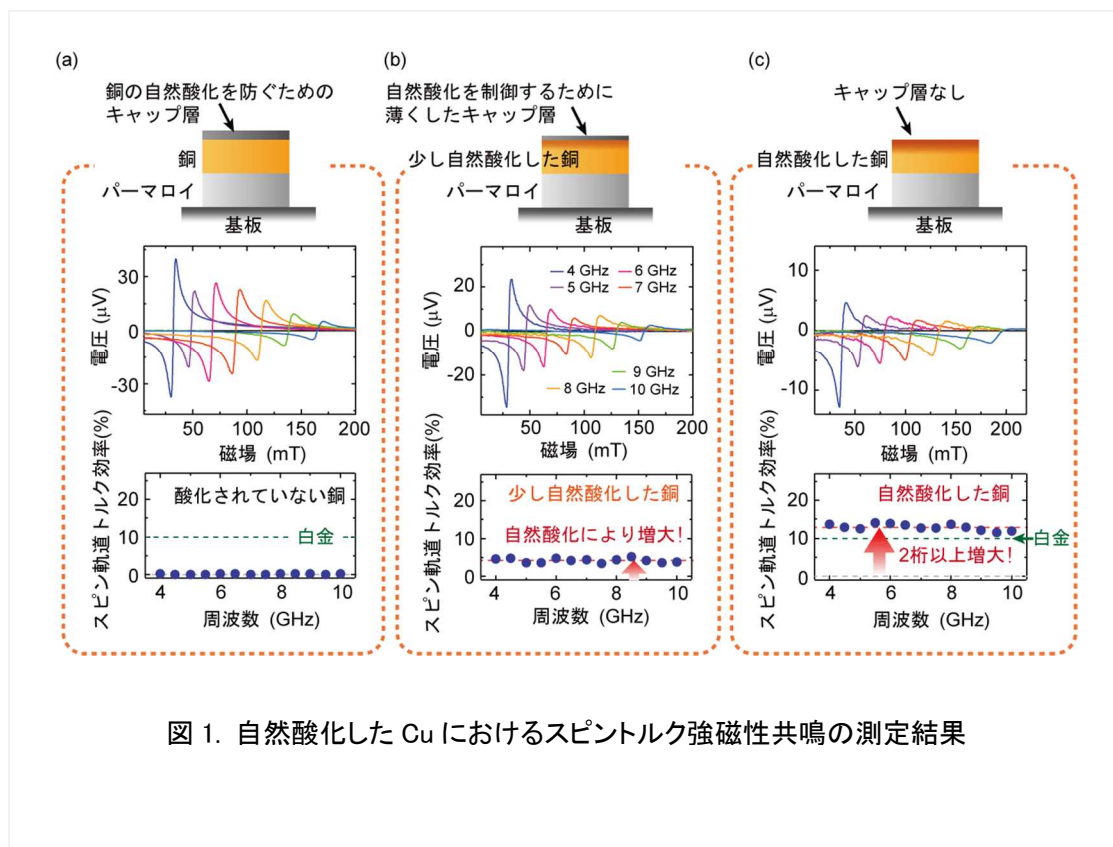 (a)
銅の自然酸化を防ぐための
キャップ層
銅
パーマロイ
基板
30
0
-30
電圧 (μV)
0 50 100 150 200
磁場 (mT)
スピン軌道トルク効率(%)
20
10
0
酸化されていない銅
白金
4 6 8 10
周波数 (GHz)
(b)
自然酸化を制御するために
薄くしたキャップ層
少し自然酸化した銅
パーマロイ
基板
20
0
-20
電圧 (μV)
4 GHz
5 GHz
6 GHz
7 GHz
8 GHz
9 GHz
10 GHz
50 100 150 200
磁場 (mT)
スピン軌道トルク効率(%)
20
10
0
少し自然酸化した銅
自然酸化により増大!
4 6 8 10
周波数 (GHz)
(c)
キャップ層なし
自然酸化した銅
パーマロイ
基板
10
0
-10
電圧 (μV)
50 100 150 200
磁場 (mT)
スピン軌道トルク効率(%)
20
10
0
自然酸化した銅
白金
2桁以上増大!
4 6 8 10
周波数 (GHz)
図 1. 自然酸化した Cu におけるスピントルク強磁性共鳴の測定結果